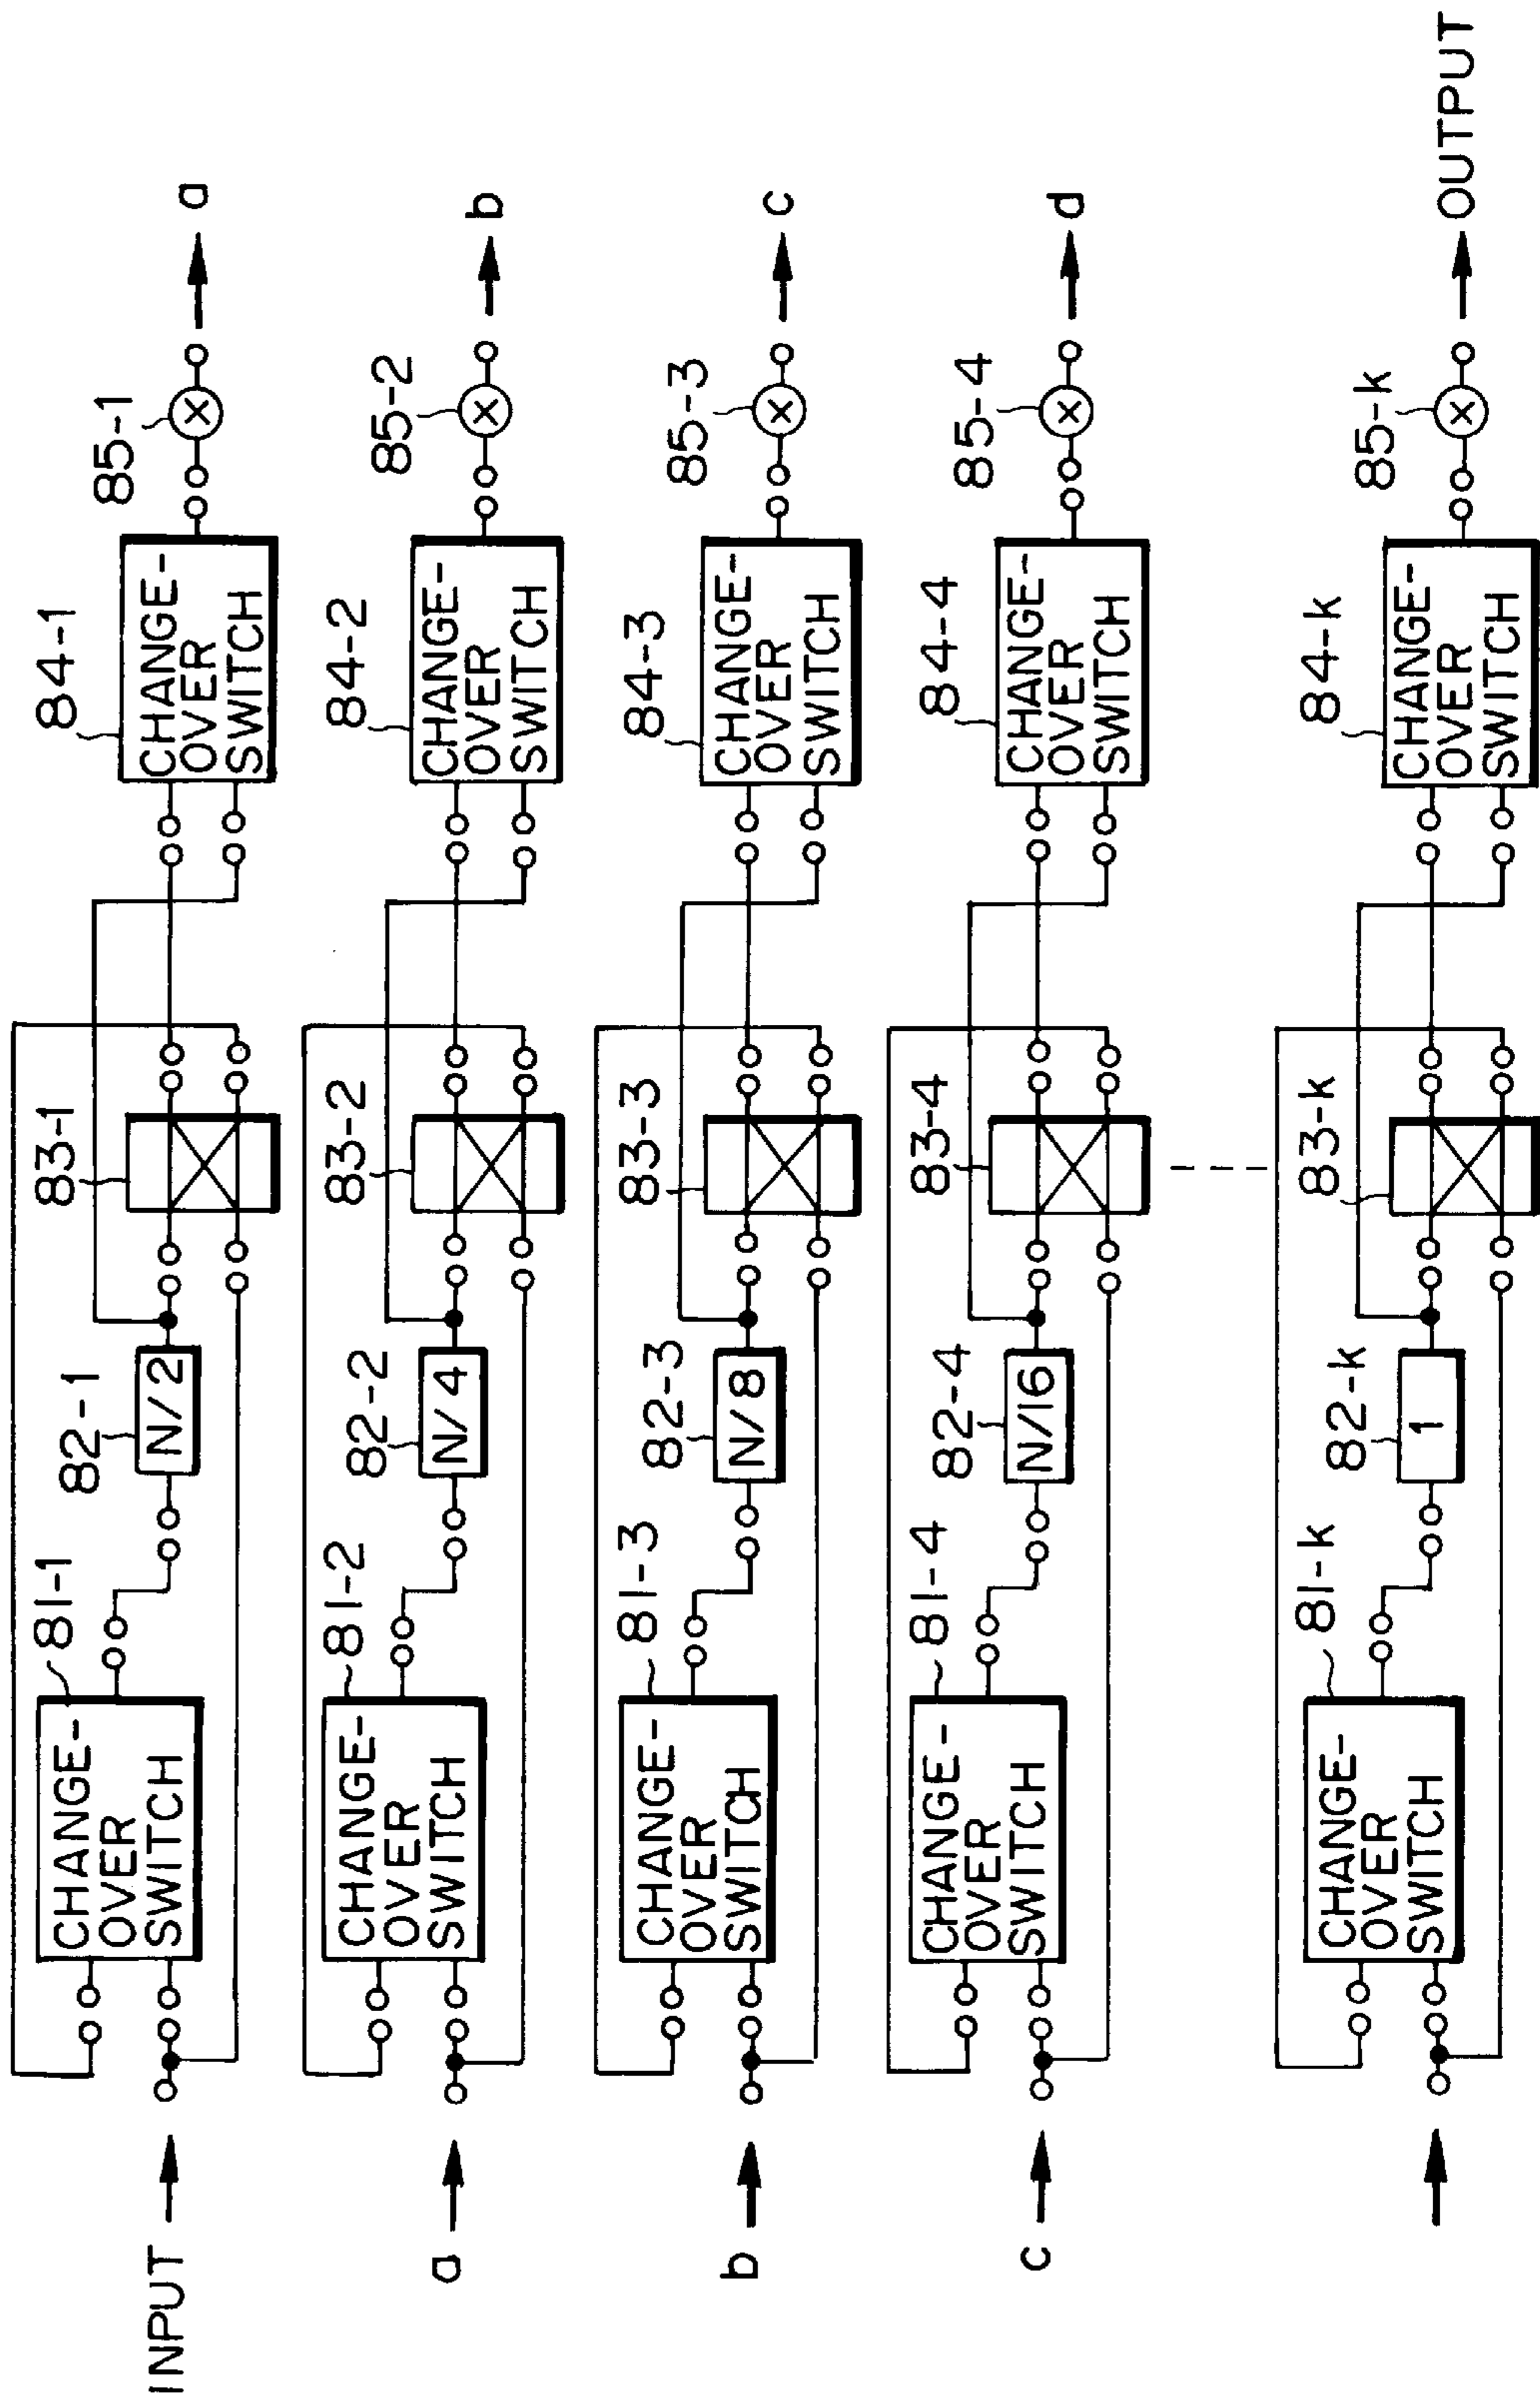 81-1
82-1
83-1
84-1
85-1
INPUT
CHANGE-
OVER
SWITCH
N/2
CHANGE-
OVER
SWITCH
a
81-2
82-2
83-2
84-2
85-2
a
CHANGE-
OVER
SWITCH
N/4
CHANGE-
OVER
SWITCH
b
81-3
82-3
83-3
84-3
85-3
b
CHANGE-
OVER
SWITCH
N/8
CHANGE-
OVER
SWITCH
c
81-4
82-4
83-4
84-4
85-4
c
CHANGE-
OVER
SWITCH
N/16
CHANGE-
OVER
SWITCH
d
81-k
82-k
83-k
84-k
85-k
CHANGE-
OVER
SWITCH
1
CHANGE-
OVER
SWITCH
OUTPUT